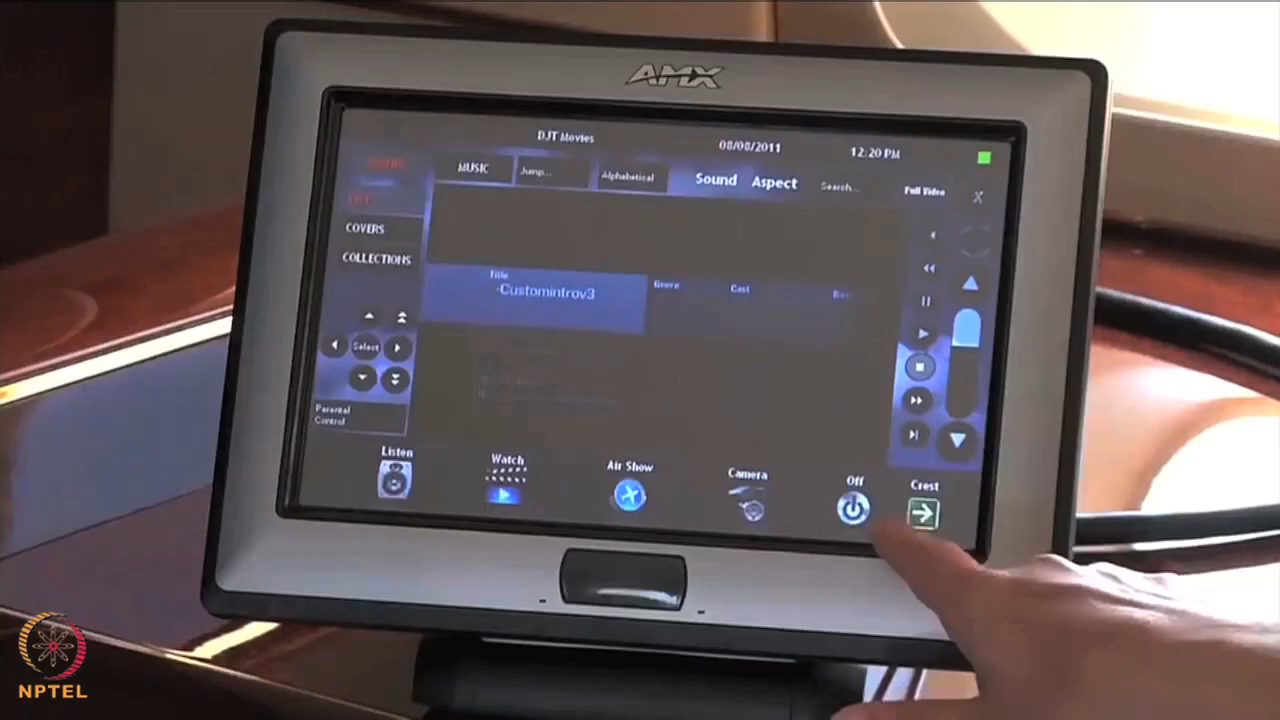 AMX
DJT Movies 08/08/2011 12:20 PM
MUSIC Jump... Alphabetical Sound Aspect Search... Full Video X
LIST
COVERS
COLLECTIONS
Title Genre Cast
-Customintrov3
Select
Parental
Control
Listen Watch Air Show Camera Off Crest
NPTEL